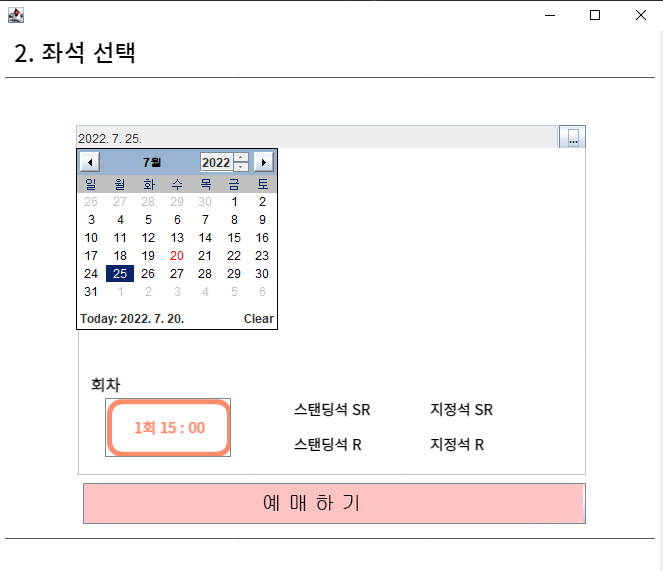 2. 좌석 선택
2022. 7. 25.
...
7월 2022
일 월 화 수 목 금 토
26 27 28 29 30 1 2
3 4 5 6 7 8 9
10 11 12 13 14 15 16
17 18 19 20 21 22 23
24 25 26 27 28 29 30
31 1 2 3 4 5 6
Today: 2022. 7. 20. Clear
회차
1회 15 : 00
스탠딩석 SR 지정석 SR
스탠딩석 R 지정석 R
예 매 하 기